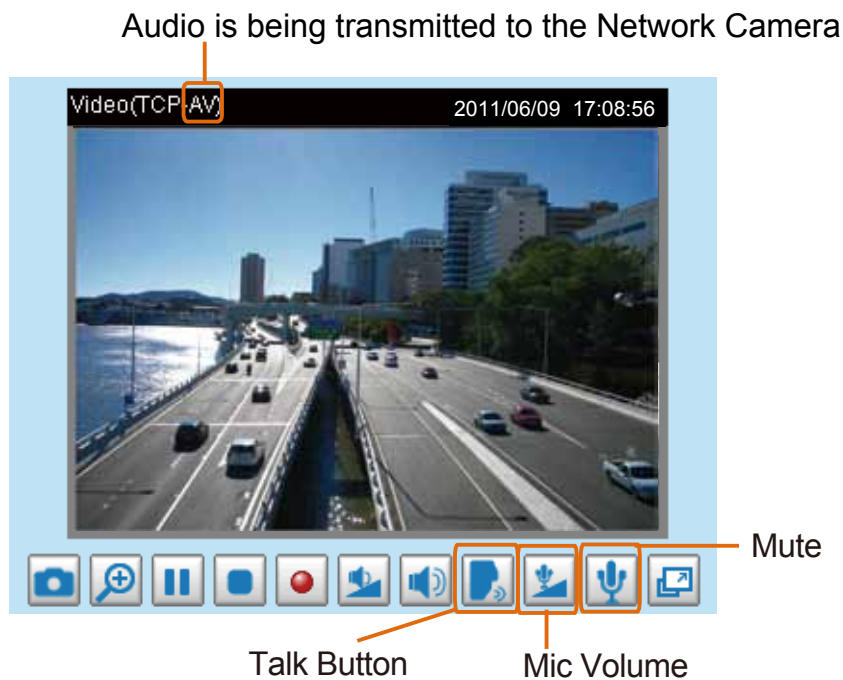 Audio is being transmitted to the Network Camera
Video(TCP-AV)
2011/06/09 17:08:56
Mute
Talk Button
Mic Volume